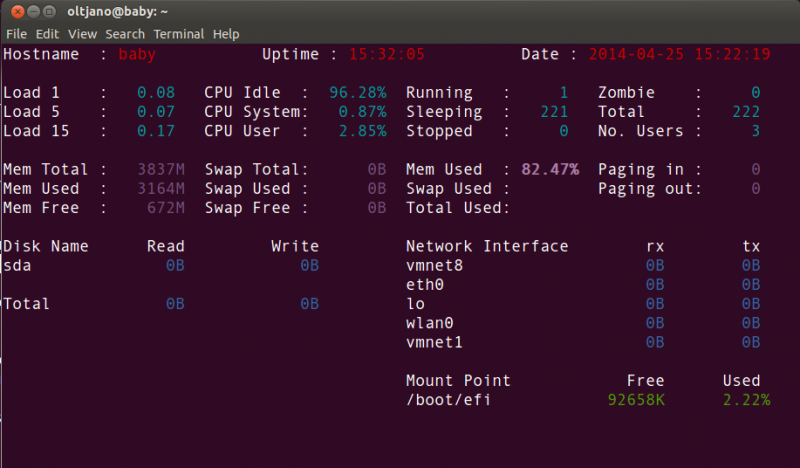 oltjano@baby: ~
File Edit View Search Terminal Help
Hostname : baby Uptime : 15:32:05 Date : 2014-04-25 15:22:19
Load 1 : 0.08 CPU Idle : 96.28% Running : 1 Zombie : 0
Load 5 : 0.07 CPU System: 0.87% Sleeping : 221 Total : 222
Load 15 : 0.17 CPU User : 2.85% Stopped : 0 No. Users : 3
Mem Total : 3837M Swap Total: 0B Mem Used : 82.47% Paging in : 0
Mem Used : 3164M Swap Used : 0B Swap Used : Paging out: 0
Mem Free : 672M Swap Free : 0B Total Used:
Disk Name Read Write Network Interface rx tx
sda 0B 0B vmnet8 0B 0B
eth0 0B 0B
Total 0B 0B lo 0B 0B
wlan0 0B 0B
vmnet1 0B 0B
Mount Point Free Used
/boot/efi 92658K 2.22%